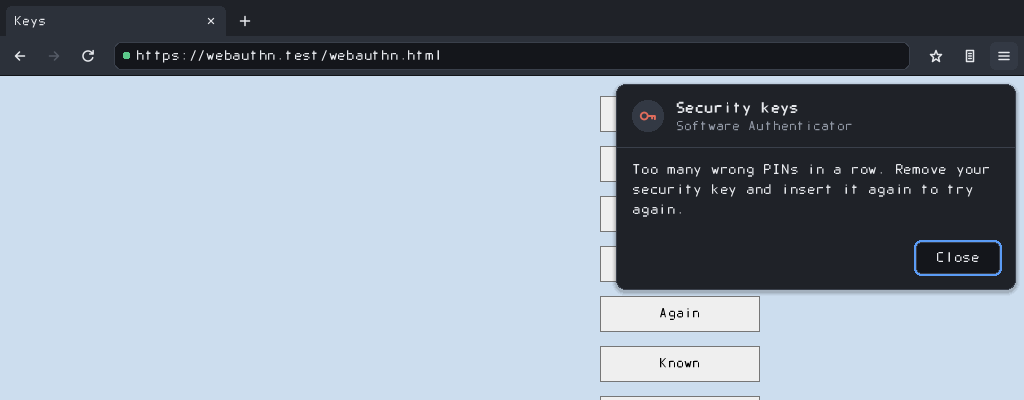 Keys
https://webauthn.test/webauthn.html
Security keys
Software Authenticator
Too many wrong PINs in a row. Remove your
security key and insert it again to try
again.
Close
Again
Known